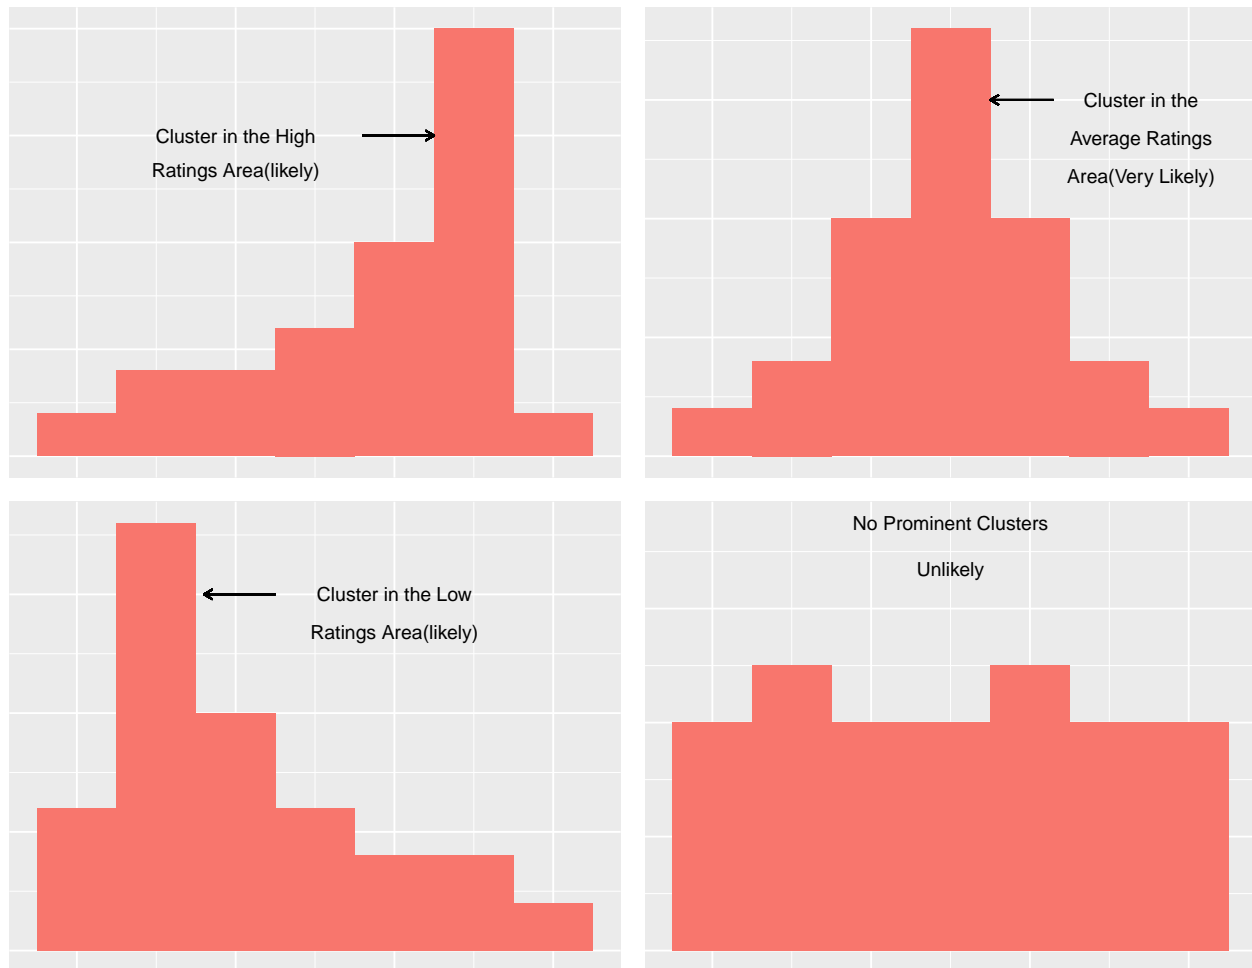 Cluster in the High
Ratings Area(likely)
Cluster in the
Average Ratings
Area(Very Likely)
Cluster in the Low
Ratings Area(likely)
No Prominent Clusters
Unlikely